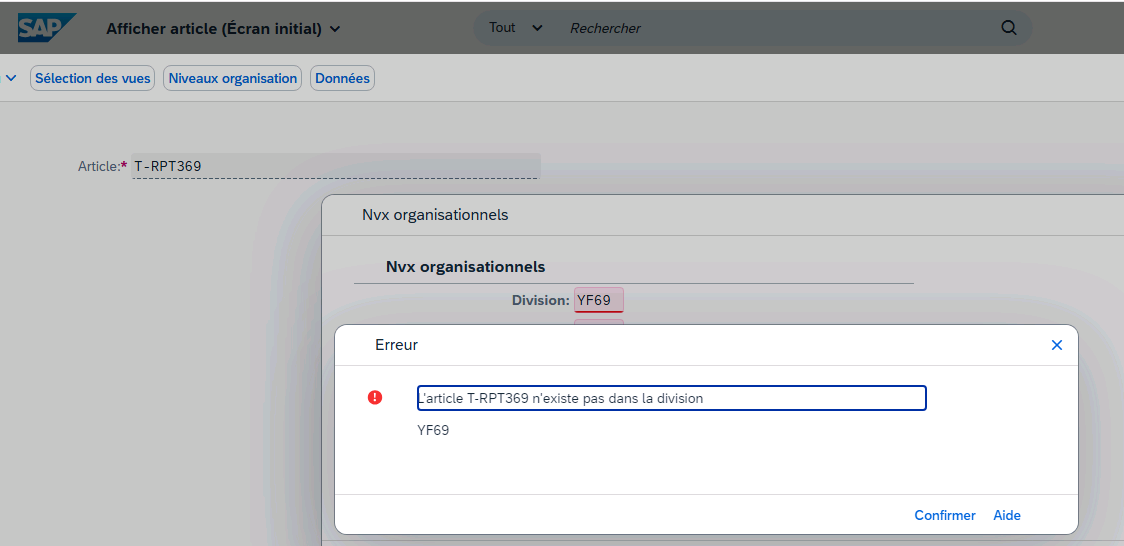 SAP Afficher article (Écran initial) Tout Rechercher
Sélection des vues Niveaux organisation Données
Article:* T-RPT369
Nvx organisationnels
Nvx organisationnels
Division: YF69
Erreur
L'article T-RPT369 n'existe pas dans la division
YF69
Confirmer Aide